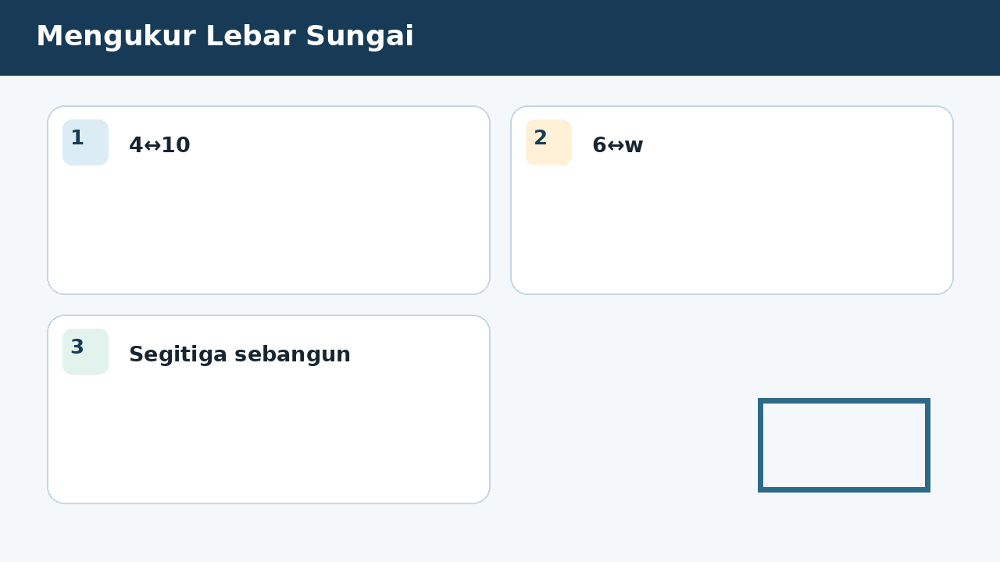 Mengukur Lebar Sungai
1 4↔10
2 6↔w
3 Segitiga sebangun